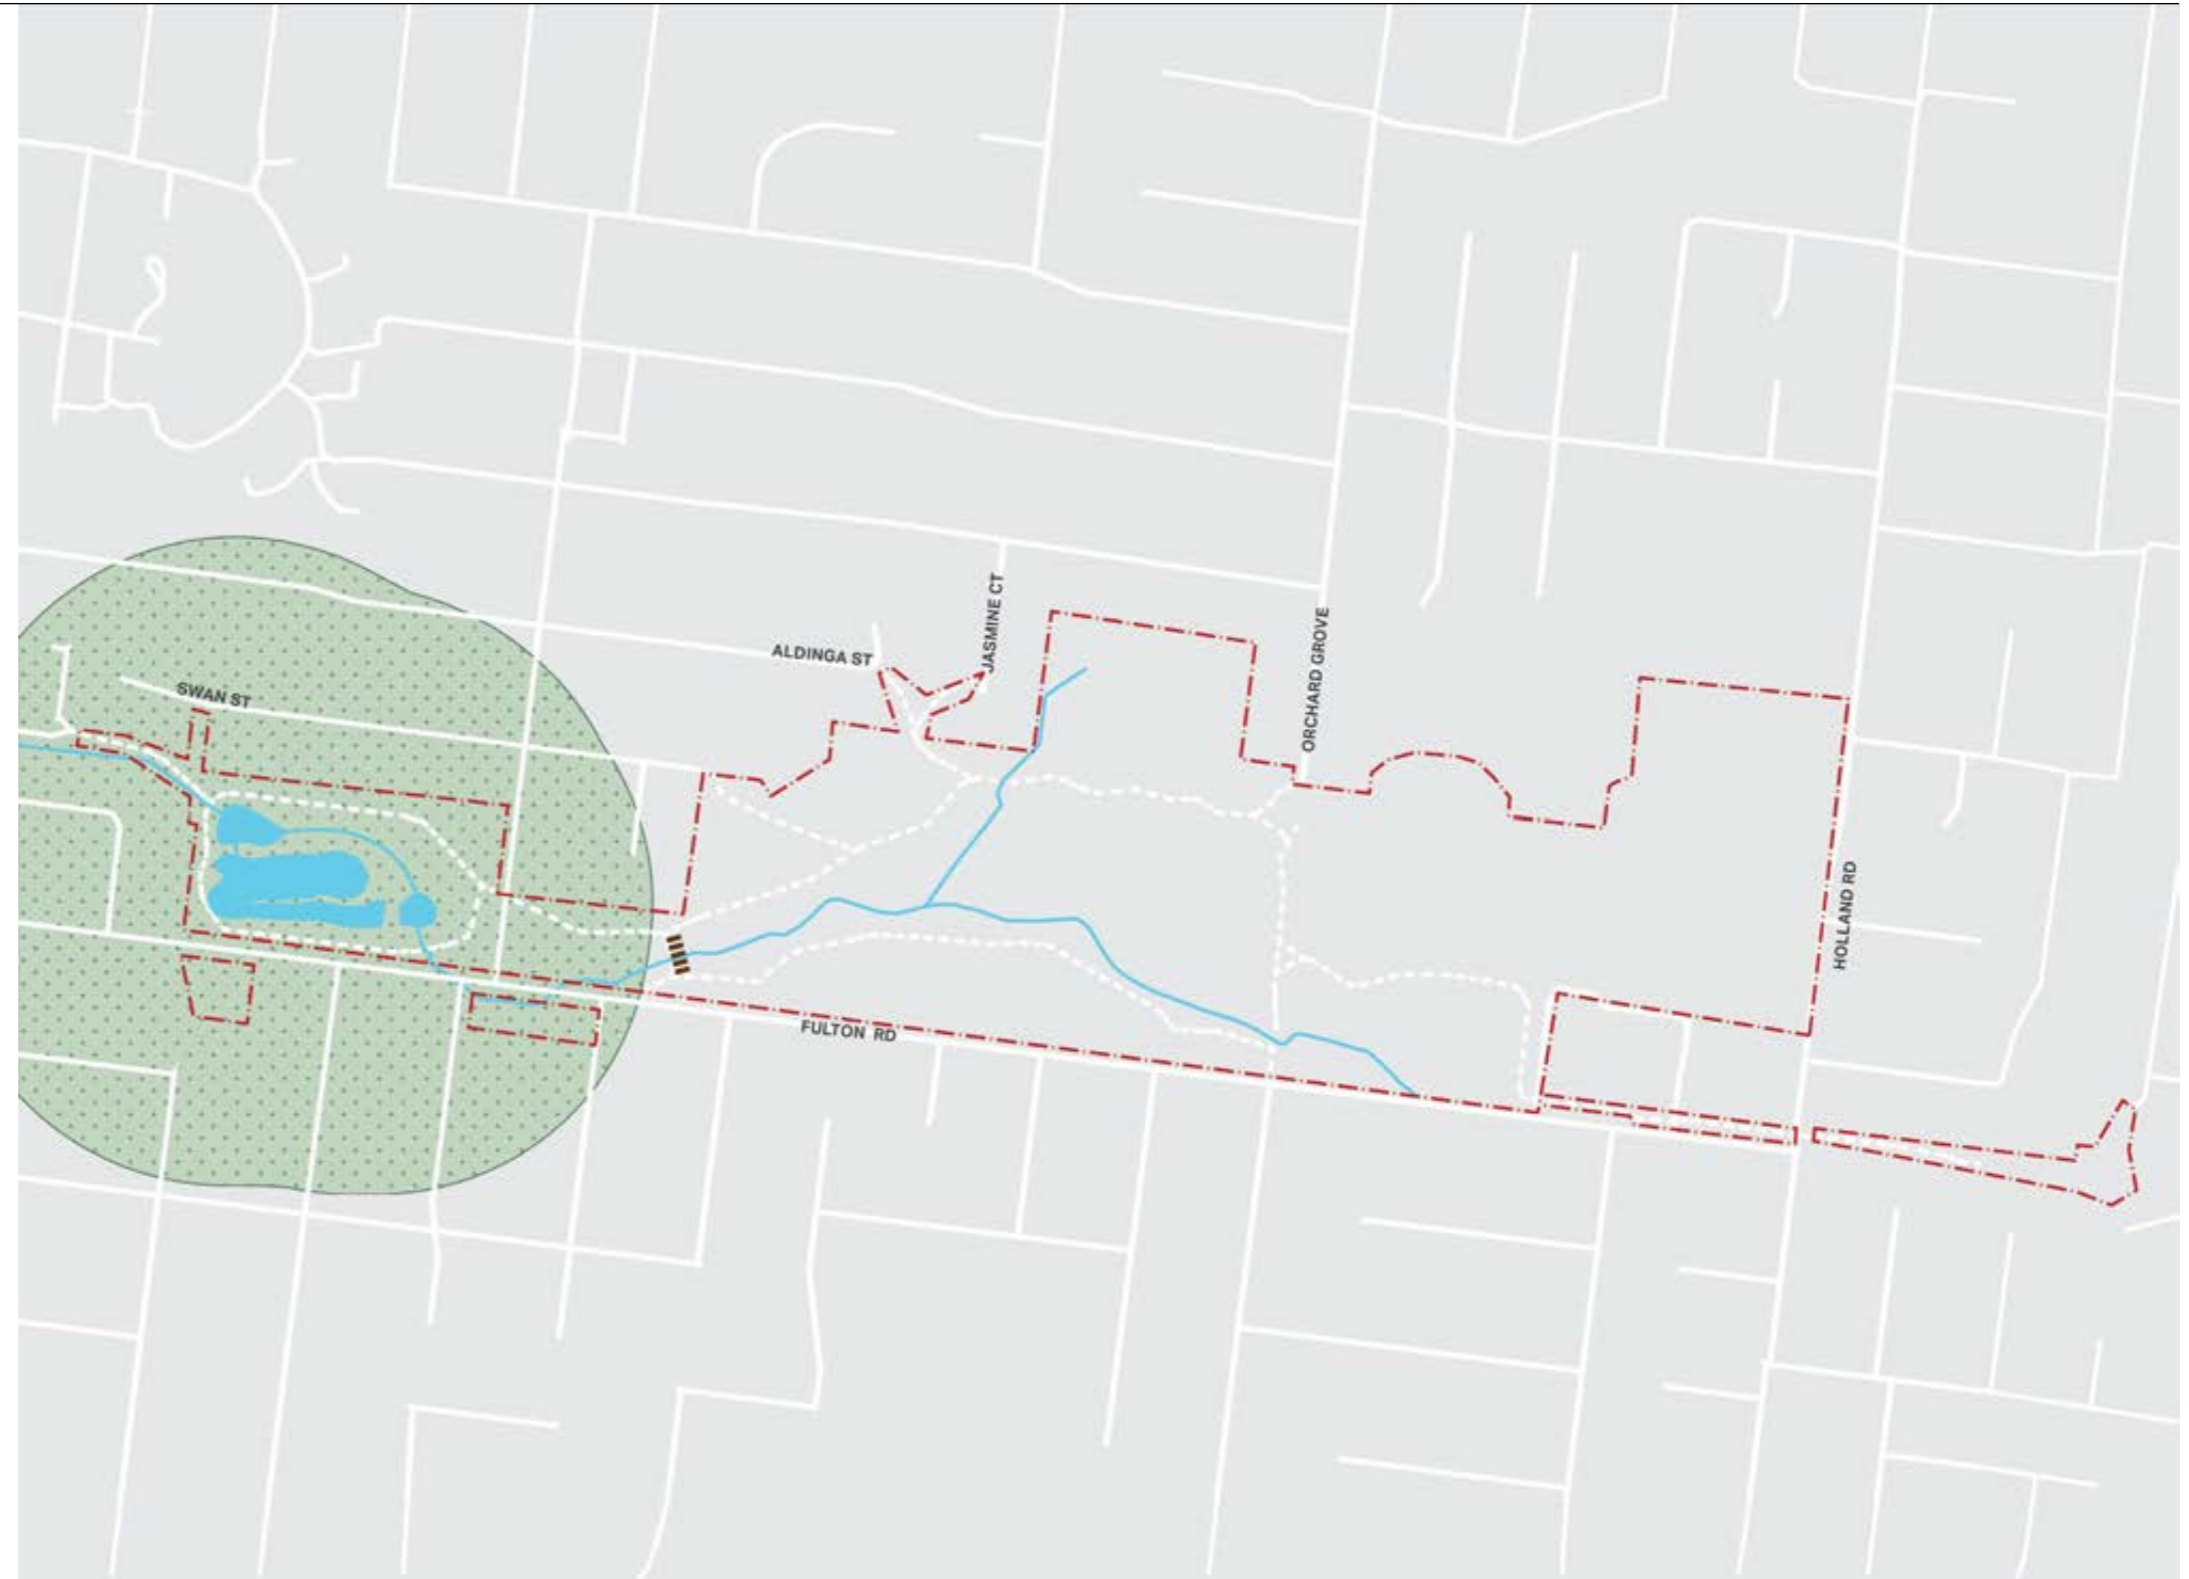 JASMINE CT
ALDINGA ST
ORCHARD GROVE
SWAN ST
HOLLAND RD
FULTON RD